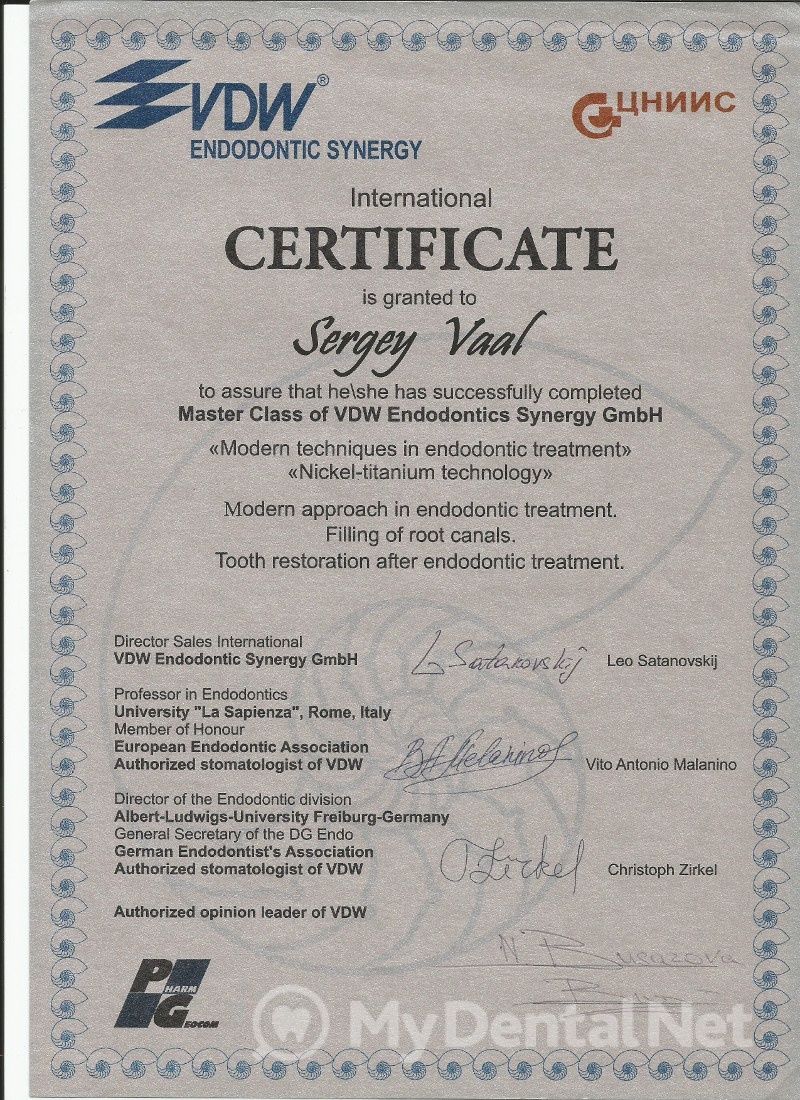 VDW®
ENDODONTIC SYNERGY
ЦНИИС
International
CERTIFICATE
is granted to
Sergey Vaal
to assure that he\she has successfully completed
Master Class of VDW Endodontics Synergy GmbH
«Modern techniques in endodontic treatment»
«Nickel-titanium technology»
Modern approach in endodontic treatment.
Filling of root canals.
Tooth restoration after endodontic treatment.
Director Sales International
VDW Endodontic Synergy GmbH
L Satanovskij
Leo Satanovskij
Professor in Endodontics
University "La Sapienza", Rome, Italy
Member of Honour
European Endodontic Association
Authorized stomatologist of VDW
Vito Antonio Malanino
Director of the Endodontic division
Albert-Ludwigs-University Freiburg-Germany
General Secretary of the DG Endo
German Endodontist's Association
Authorized stomatologist of VDW
Zirkel
Christoph Zirkel
Authorized opinion leader of VDW
PHARM
GEOCOM
MyDentalNet